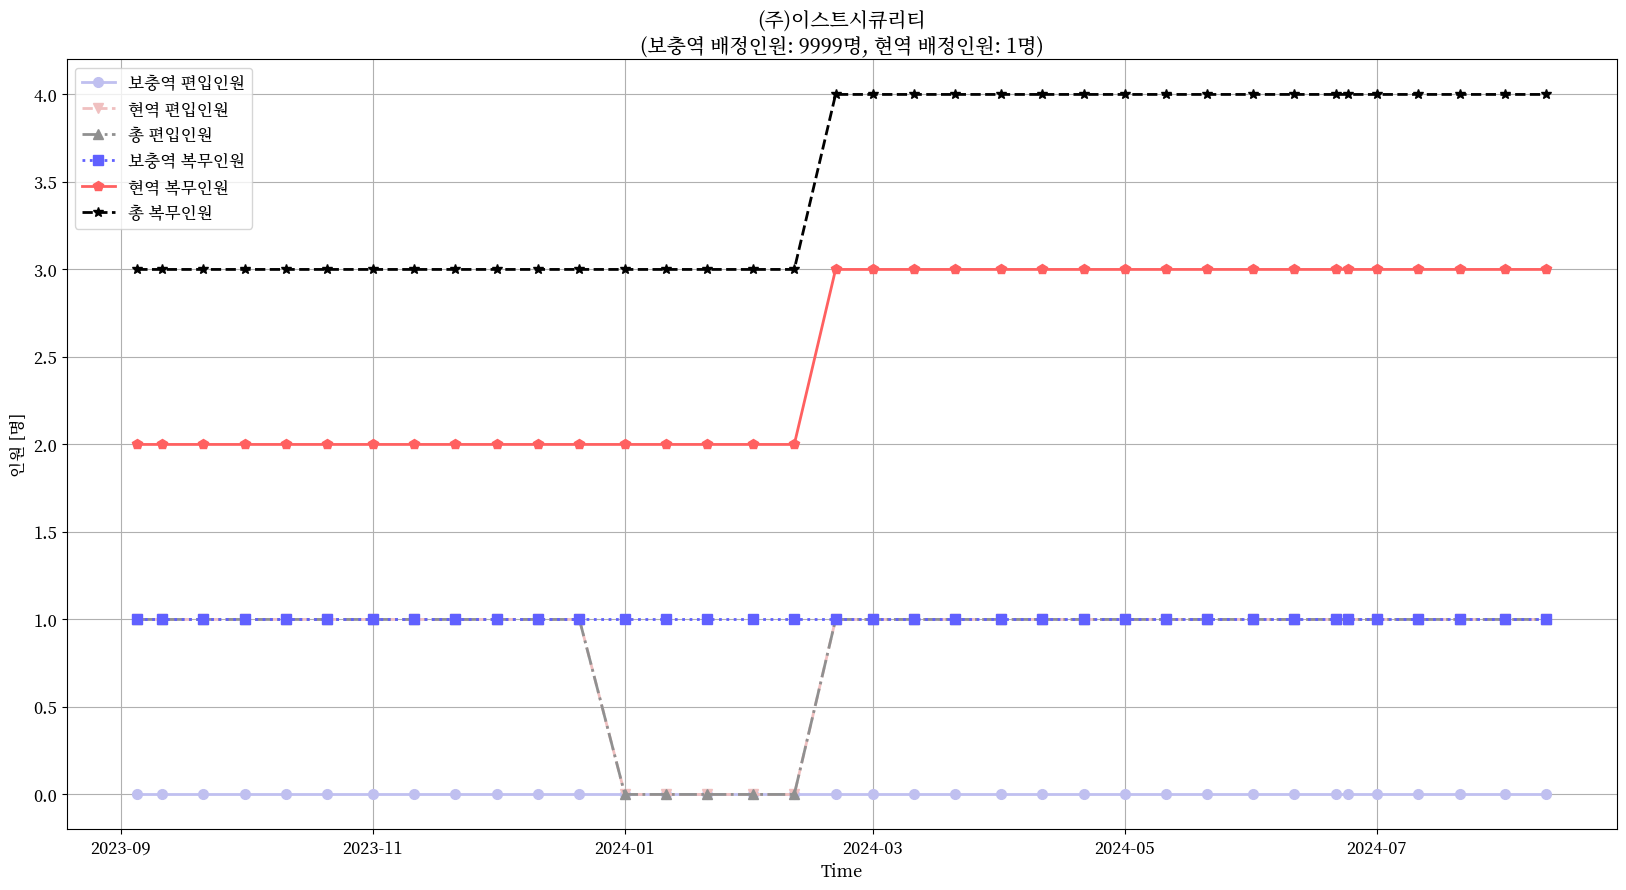 (주)이스트시큐리티
(보충역 배정인원: 9999명, 현역 배정인원: 1명)
보충역 편입인원
현역 편입인원
총 편입인원
보충역 복무인원
현역 복무인원
총 복무인원
인원 [명]
4.0
3.5
3.0
2.5
2.0
1.5
1.0
0.5
0.0
2023-09
2023-11
2024-01
2024-03
2024-05
2024-07
Time